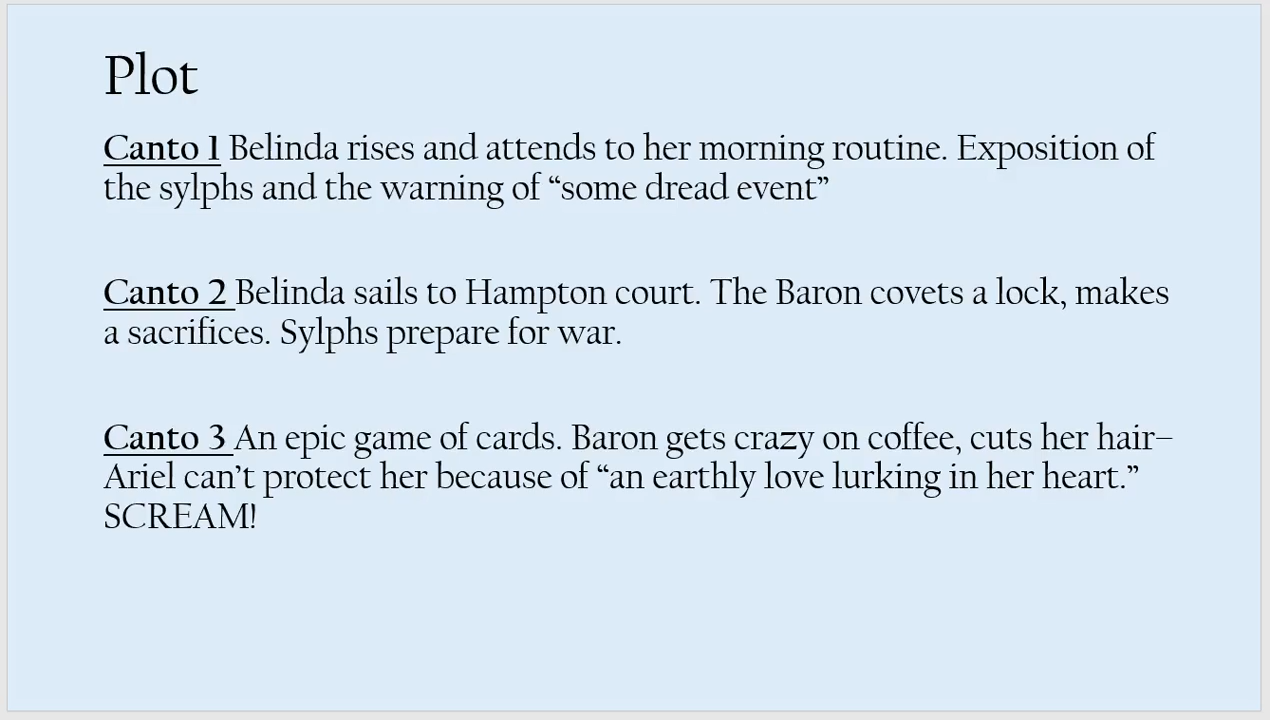 Plot
Canto 1 Belinda rises and attends to her morning routine. Exposition of
the sylphs and the warning of “some dread event”
Canto 2 Belinda sails to Hampton court. The Baron covets a lock, makes
a sacrifices. Sylphs prepare for war.
Canto 3 An epic game of cards. Baron gets crazy on coffee, cuts her hair–
Ariel can’t protect her because of “an earthly love lurking in her heart.”
SCREAM!